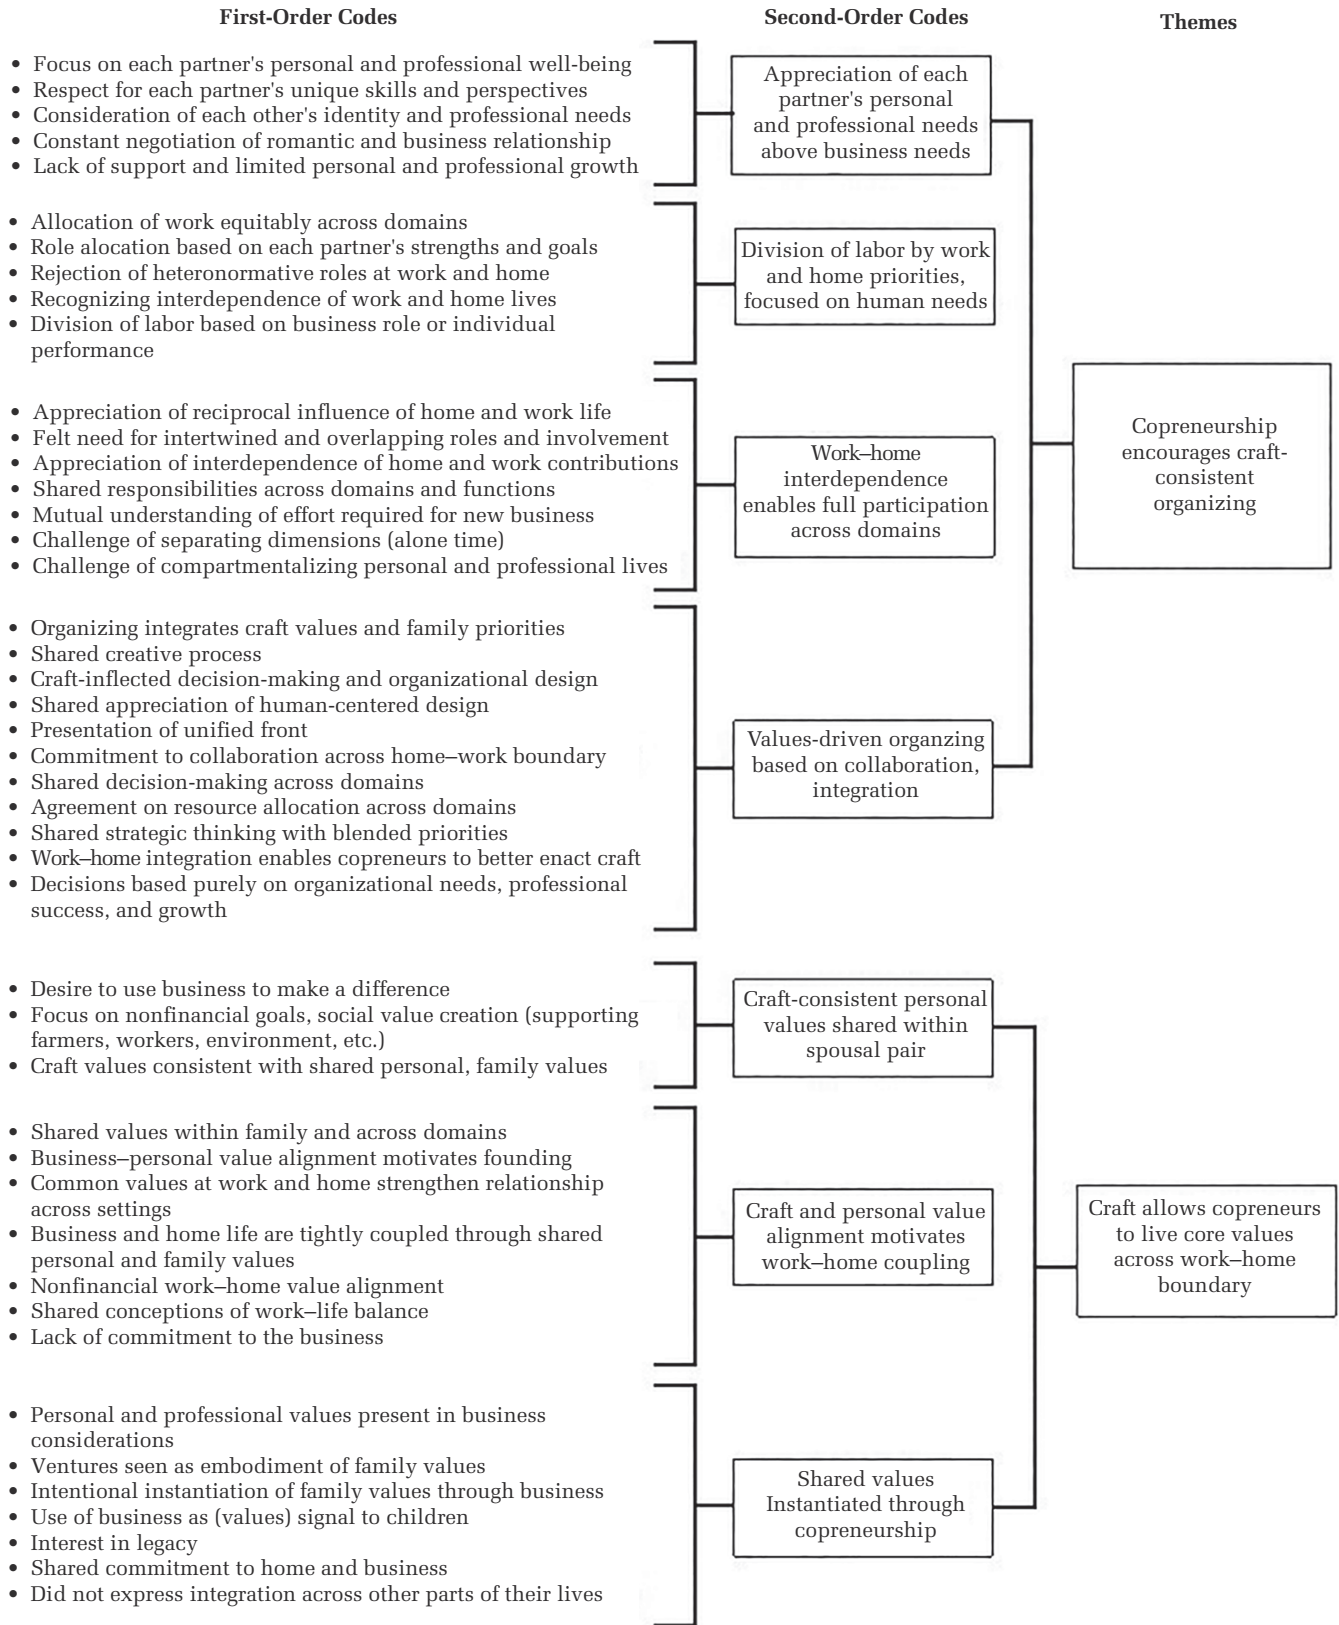 First-Order Codes
Second-Order Codes
Themes
• Focus on each partner's personal and professional well-being
• Respect for each partner's unique skills and perspectives
• Consideration of each other's identity and professional needs
• Constant negotiation of romantic and business relationship
• Lack of support and limited personal and professional growth
Appreciation of each
partner's personal
and professional needs
above business needs
• Allocation of work equitably across domains
• Role alocation based on each partner's strengths and goals
• Rejection of heteronormative roles at work and home
• Recognizing interdependence of work and home lives
• Division of labor based on business role or individual
performance
Division of labor by work
and home priorities,
focused on human needs
• Appreciation of reciprocal influence of home and work life
• Felt need for intertwined and overlapping roles and involvement
• Appreciation of interdependence of home and work contributions
• Shared responsibilities across domains and functions
• Mutual understanding of effort required for new business
• Challenge of separating dimensions (alone time)
• Challenge of compartmentalizing personal and professional lives
Work–home
interdependence
enables full participation
across domains
Copreneurship
encourages craft-
consistent
organizing
• Organizing integrates craft values and family priorities
• Shared creative process
• Craft-inflected decision-making and organizational design
• Shared appreciation of human-centered design
• Presentation of unified front
• Commitment to collaboration across home–work boundary
• Shared decision-making across domains
• Agreement on resource allocation across domains
• Shared strategic thinking with blended priorities
• Work–home integration enables copreneurs to better enact craft
• Decisions based purely on organizational needs, professional
success, and growth
Values-driven organzing
based on collaboration,
integration
• Desire to use business to make a difference
• Focus on nonfinancial goals, social value creation (supporting
farmers, workers, environment, etc.)
• Craft values consistent with shared personal, family values
Craft-consistent personal
values shared within
spousal pair
• Shared values within family and across domains
• Business–personal value alignment motivates founding
• Common values at work and home strengthen relationship
across settings
• Business and home life are tightly coupled through shared
personal and family values
• Nonfinancial work–home value alignment
• Shared conceptions of work–life balance
• Lack of commitment to the business
Craft and personal value
alignment motivates
work–home coupling
Craft allows copreneurs
to live core values
across work–home
boundary
• Personal and professional values present in business
considerations
• Ventures seen as embodiment of family values
• Intentional instantiation of family values through business
• Use of business as (values) signal to children
• Interest in legacy
• Shared commitment to home and business
• Did not express integration across other parts of their lives
Shared values
Instantiated through
copreneurship